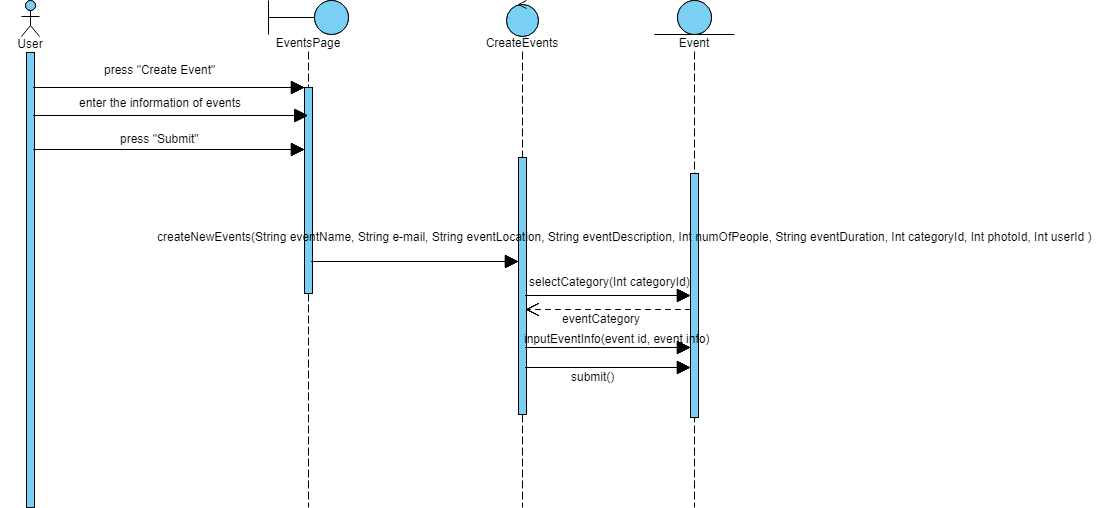 User
EventsPage
CreateEvents
Event
press "Create Event"
enter the information of events
press "Submit"
createNewEvents(String eventName, String e-mail, String eventLocation, String eventDescription, Int numOfPeople, String eventDuration, Int categoryId, Int photoId, Int userId )
selectCategory(Int categoryId)
eventCategory
inputEventInfo(event id, event info)
submit()